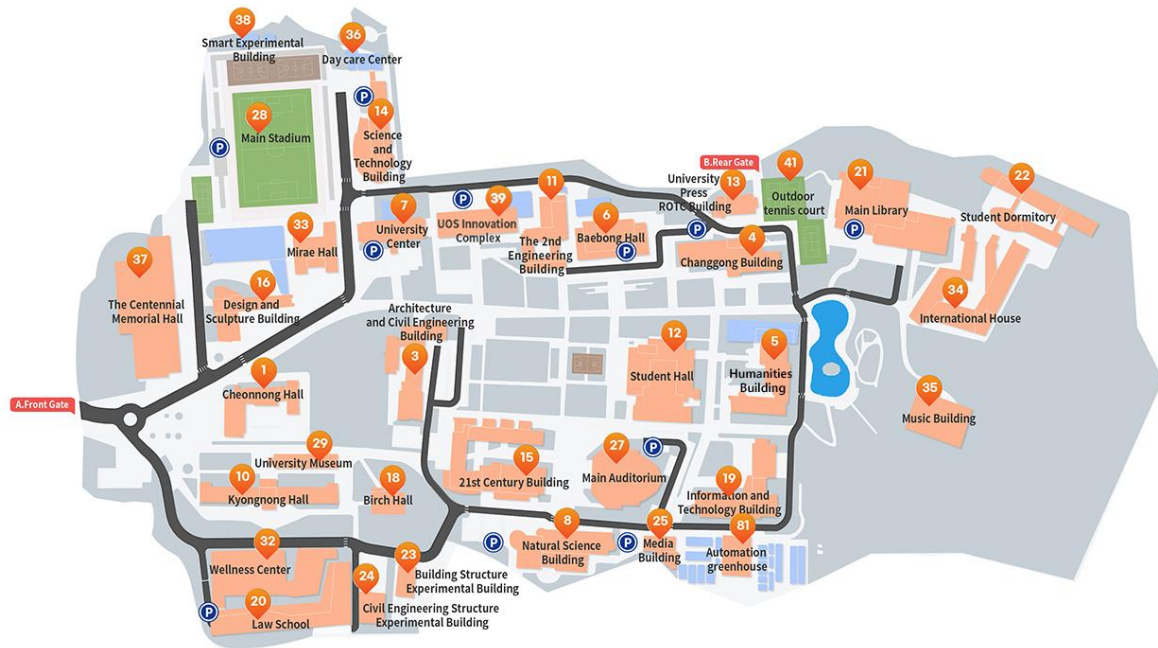 38
Smart Experimental
Building
36
Day care Center
P
14
Science
and
Technology
Building
28
Main Stadium
P
B.Rear Gate
41
Outdoor
tennis court
21
Main Library
P
22
Student Dormitory
University
Press
ROTC Building
13
11
The 2nd
Engineering
Building
P
39
UOS Innovation
Complex
7
University
Center
P
6
Baebong Hall
P
P
4
Changgong Building
33
Mirae Hall
37
The Centennial
Memorial Hall
16
Design and
Sculpture Building
34
International House
Architecture
and Civil Engineering
Building
3
12
Student Hall
5
Humanities
Building
1
Cheonnong Hall
35
Music Building
A.Front Gate
29
University Museum
10
Kyongnong Hall
18
Birch Hall
15
21st Century Building
27
Main Auditorium
P
19
Information and
Technology Building
8
Natural Science
Building
P
P
25
Media
Building
81
Automation
greenhouse
32
Wellness Center
23
Building Structure
Experimental Building
24
Civil Engineering Structure
Experimental Building
20
Law School
P